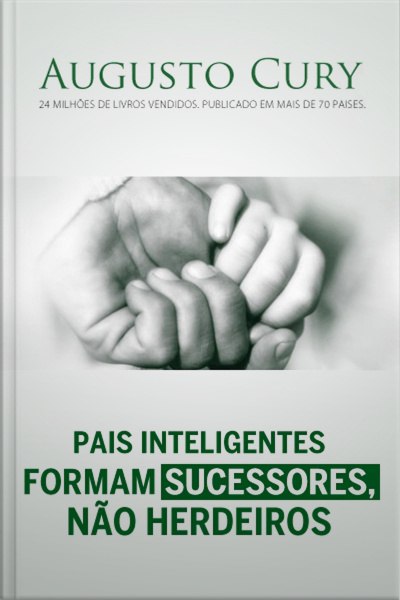 AUGUSTO CURY
24 MILHÕES DE LIVROS VENDIDOS. PUBLICADO EM MAIS DE 70 PAISES.
PAIS INTELIGENTES
FORMAM SUCESSORES,
NÃO HERDEIROS